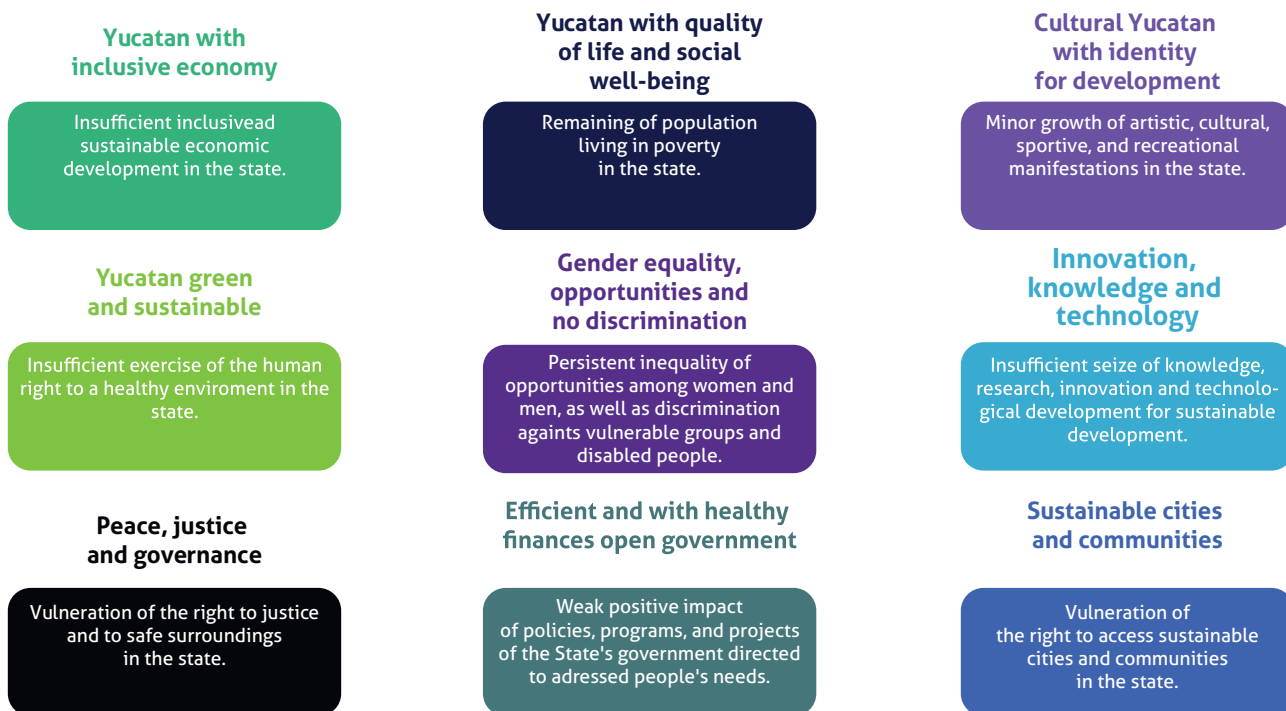 Yucatan with
inclusive economy
Insufficient inclusivead
sustainable economic
development in the state.
Yucatan with quality
of life and social
well-being
Remaining of population
living in poverty
in the state.
Cultural Yucatan
with identity
for development
Minor growth of artistic, cultural,
sportive, and recreational
manifestations in the state.
Yucatan green
and sustainable
Insufficient exercise of the human
right to a healthy enviroment in the
state.
Gender equality,
opportunities and
no discrimination
Persistent inequality of
opportunities among women and
men, as well as discrimination
againts vulnerable groups and
disabled people.
Innovation,
knowledge and
technology
Insufficient seize of knowledge,
research, innovation and technolo-
gical development for sustainable
development.
Peace, justice
and governance
Vulneration of the right to justice
and to safe surroundings
in the state.
Efficient and with healthy
finances open government
Weak positive impact
of policies, programs, and projects
of the State's government directed
to adressed people's needs.
Sustainable cities
and communities
Vulneration of
the right to access sustainable
cities and communities
in the state.